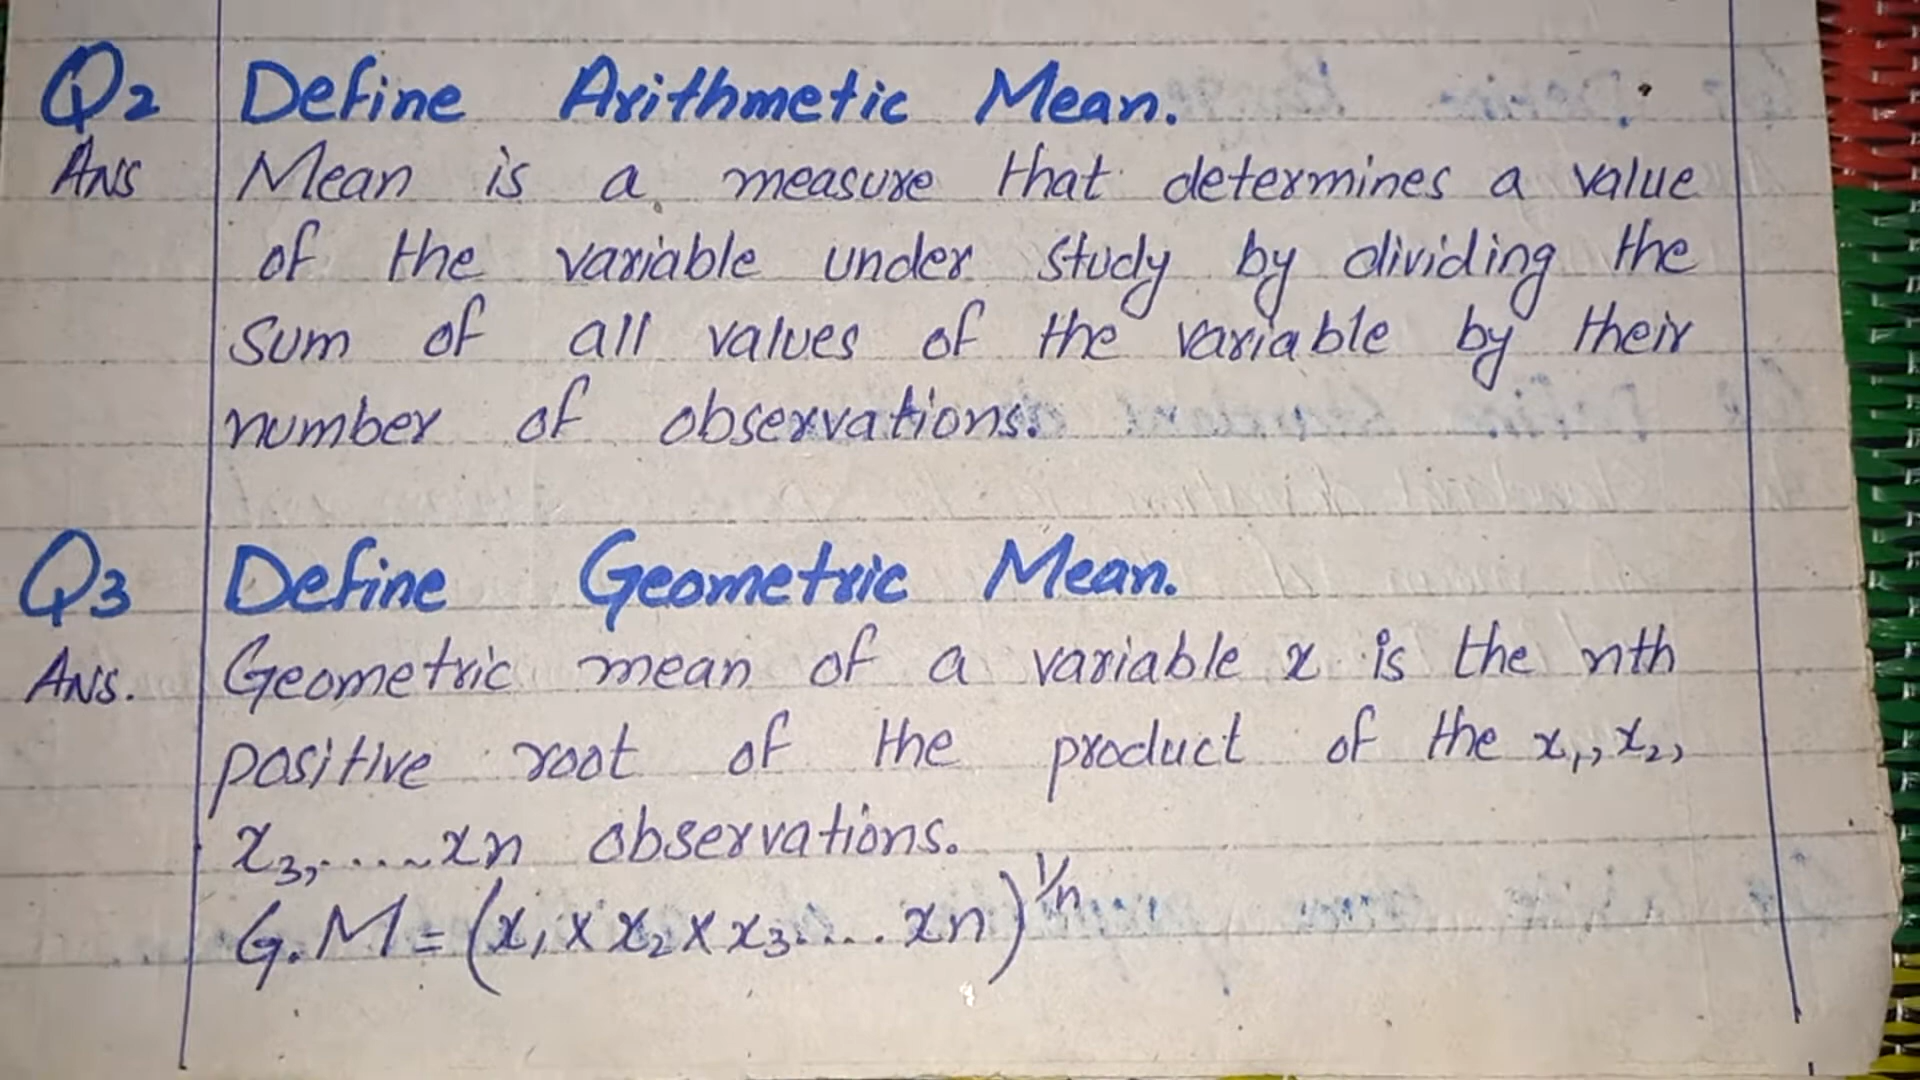 Q2 Define Arithmetic Mean.
Ans Mean is a measure that determines a value
of the variable under study by dividing the
sum of all values of the variable by their
number of observations.
Q3 Define Geometric Mean.
Ans. Geometric mean of a variable x is the nth
positive root of the product of the x₁, x₂,
x₃,.....xn observations.
G.M = (x₁ × x₂ × x₃.... xn)^1/n